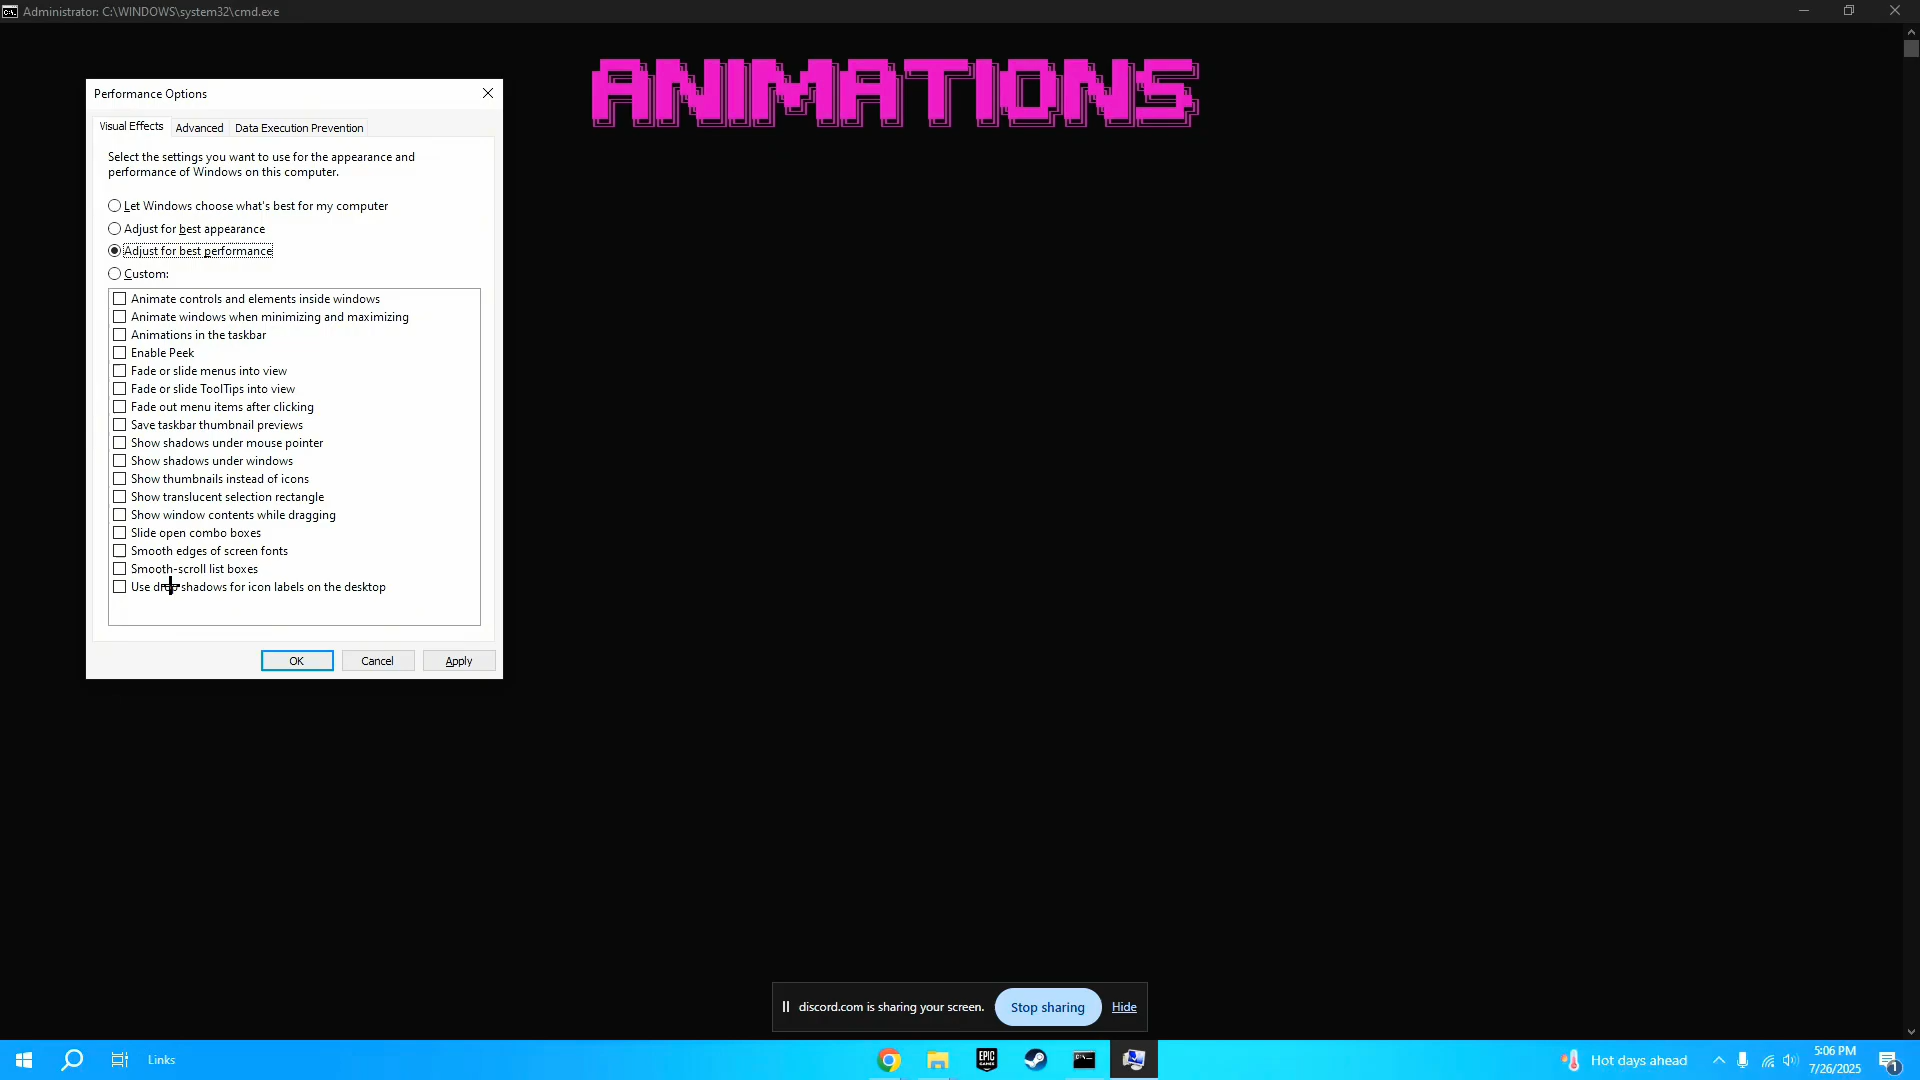 Administrator: C:\WINDOWS\system32\cmd.exe
ANIMATIONS
Performance Options
Visual Effects
Advanced
Data Execution Prevention
Select the settings you want to use for the appearance and
performance of Windows on this computer.
Let Windows choose what's best for my computer
Adjust for best appearance
Adjust for best performance
Custom:
Animate controls and elements inside windows
Animate windows when minimizing and maximizing
Animations in the taskbar
Enable Peek
Fade or slide menus into view
Fade or slide ToolTips into view
Fade out menu items after clicking
Save taskbar thumbnail previews
Show shadows under mouse pointer
Show shadows under windows
Show thumbnails instead of icons
Show translucent selection rectangle
Show window contents while dragging
Slide open combo boxes
Smooth edges of screen fonts
Smooth-scroll list boxes
Use drop shadows for icon labels on the desktop
OK
Cancel
Apply
discord.com is sharing your screen.
Stop sharing
Hide
Links
EPIC GAMES
Hot days ahead
5:06 PM
7/26/2025
1